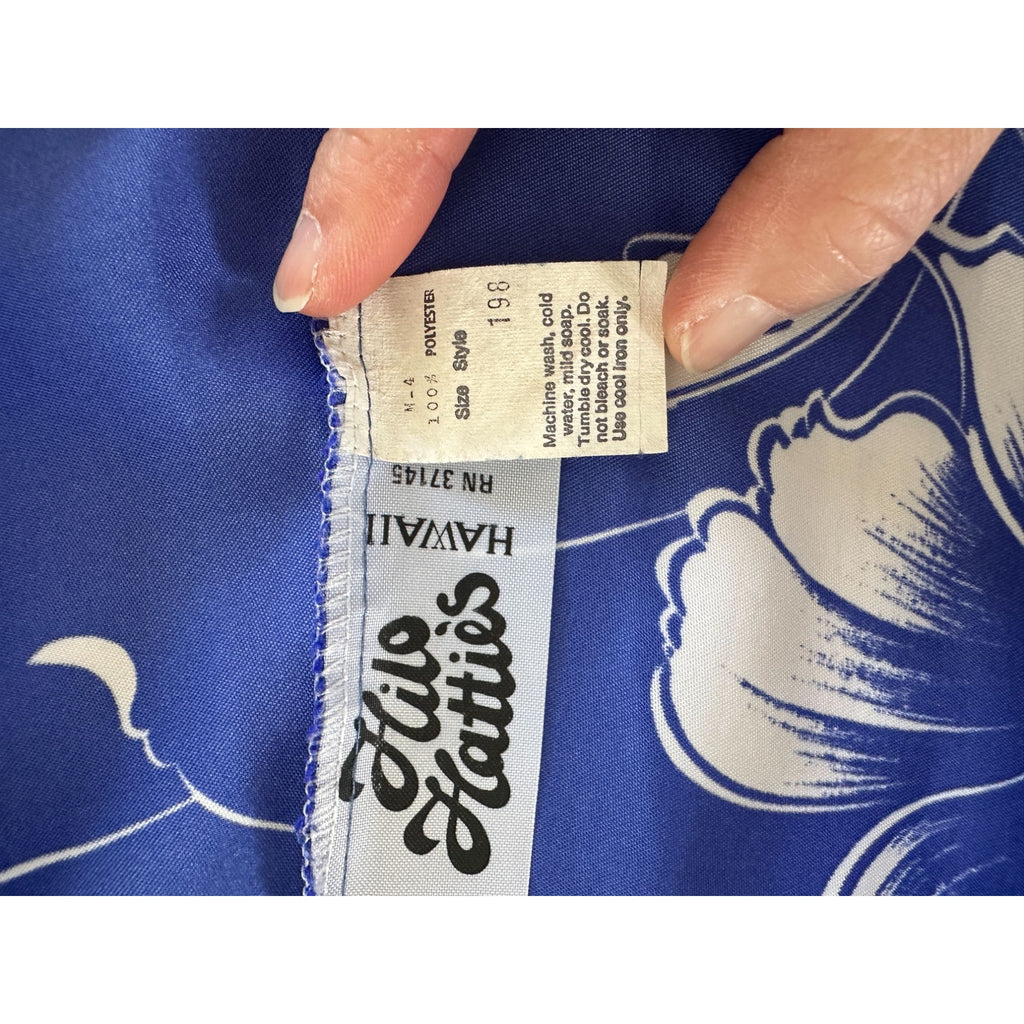 M-4
100% POLYESTER
Size Style
198
Machine wash, cold
water, mild soap.
Tumble dry cool. Do
not bleach or soak.
Use cool iron only.
Hilo
Hattie's
HAWAII
RN 37145